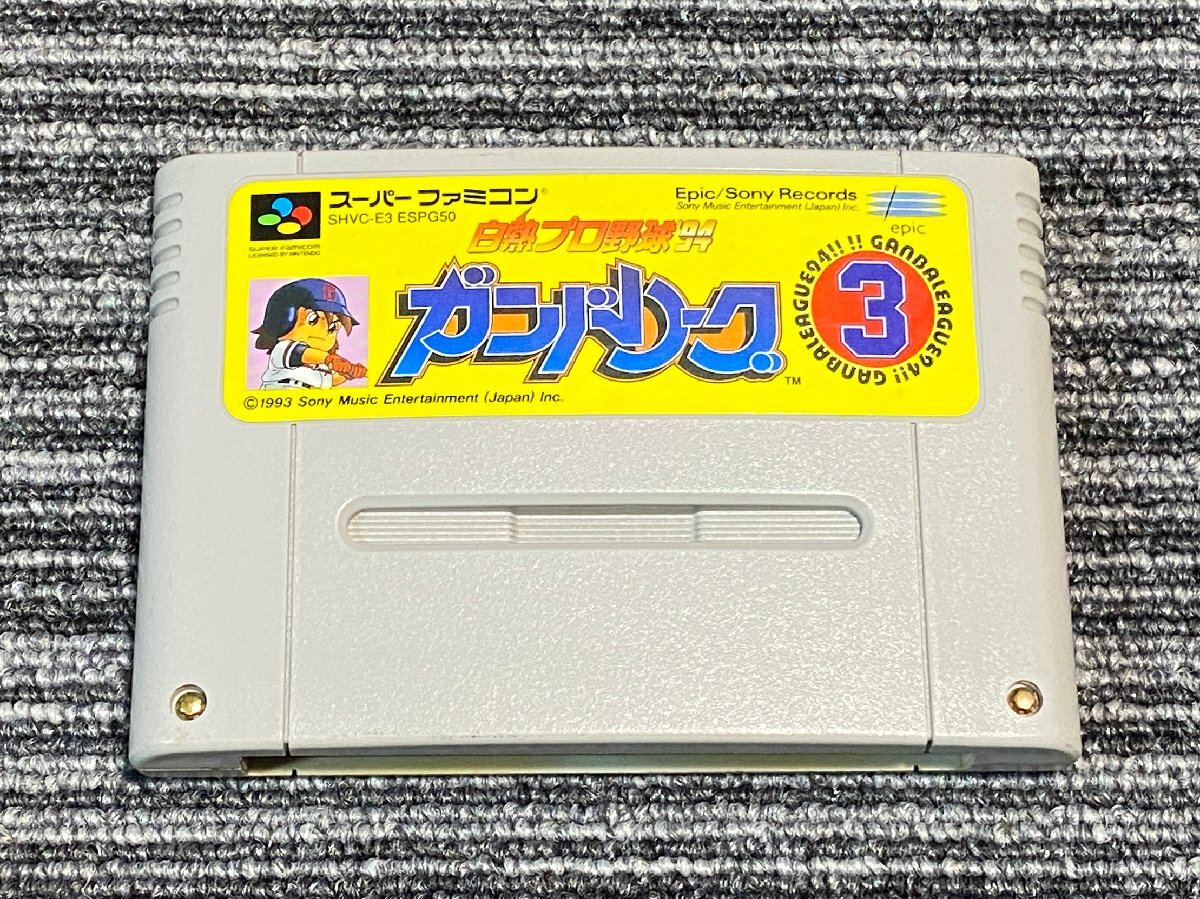 スーパーファミコン®
SHVC-E3 ESPG50
SUPER FAMICOM
LICENSED BY NINTENDO
Epic/Sony Records
Sony Music Entertainment (Japan) Inc.
epic
白熱プロ野球'94
ガンバリーグ
TM
3
GANBALEAGUE94!! GANBALEAGUE94!!
©1993 Sony Music Entertainment (Japan) Inc.